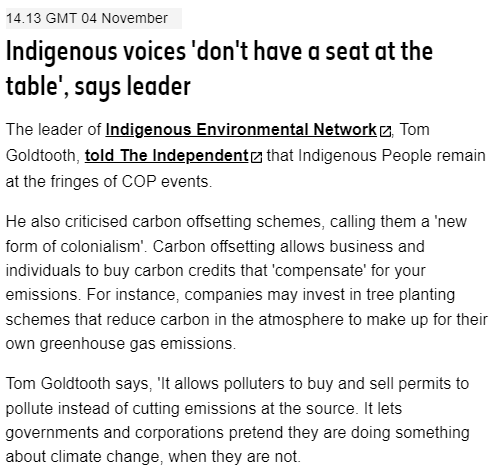 14.13 GMT 04 November
Indigenous voices 'don't have a seat at the
table', says leader
The leader of Indigenous Environmental Network, Tom
Goldtooth, told The Independent that Indigenous People remain
at the fringes of COP events.
He also criticised carbon offsetting schemes, calling them a 'new
form of colonialism'. Carbon offsetting allows business and
individuals to buy carbon credits that 'compensate' for your
emissions. For instance, companies may invest in tree planting
schemes that reduce carbon in the atmosphere to make up for their
own greenhouse gas emissions.
Tom Goldtooth says, 'It allows polluters to buy and sell permits to
pollute instead of cutting emissions at the source. It lets
governments and corporations pretend they are doing something
about climate change, when they are not.